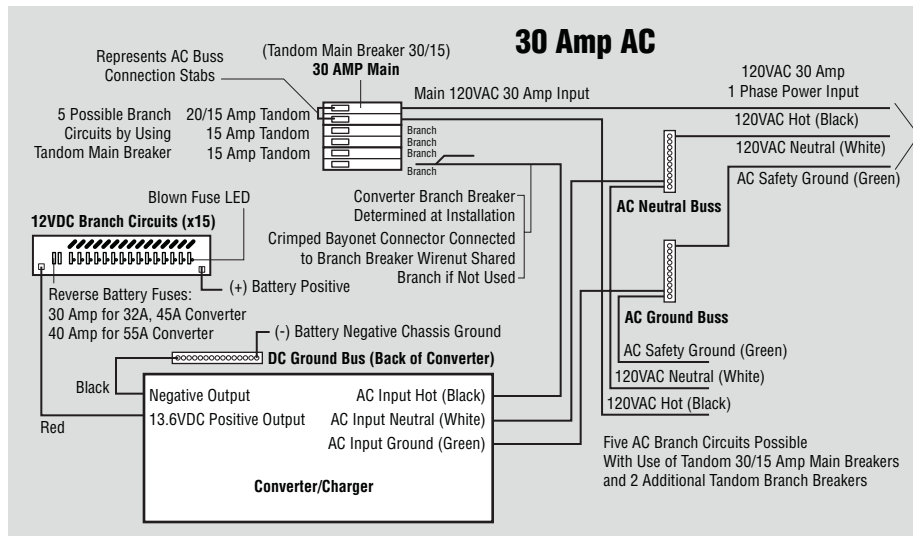 30 Amp AC
Represents AC Buss
Connection Stabs
(Tandom Main Breaker 30/15)
30 AMP Main
Main 120VAC 30 Amp Input
120VAC 30 Amp
1 Phase Power Input
5 Possible Branch
Circuits by Using
Tandom Main Breaker
20/15 Amp Tandom
15 Amp Tandom
15 Amp Tandom
Branch
Branch
Branch
Branch
120VAC Hot (Black)
120VAC Neutral (White)
AC Safety Ground (Green)
AC Neutral Buss
Blown Fuse LED
12VDC Branch Circuits (x15)
Converter Branch Breaker
Determined at Installation
Crimped Bayonet Connector Connected
to Branch Breaker Wirenut Shared
Branch if Not Used
(+) Battery Positive
Reverse Battery Fuses:
30 Amp for 32A, 45A Converter
40 Amp for 55A Converter
(-) Battery Negative Chassis Ground
DC Ground Bus (Back of Converter)
AC Ground Buss
AC Safety Ground (Green)
120VAC Neutral (White)
120VAC Hot (Black)
Black
Red
Negative Output
13.6VDC Positive Output
AC Input Hot (Black)
AC Input Neutral (White)
AC Input Ground (Green)
Converter/Charger
Five AC Branch Circuits Possible
With Use of Tandom 30/15 Amp Main Breakers
and 2 Additional Tandom Branch Breakers